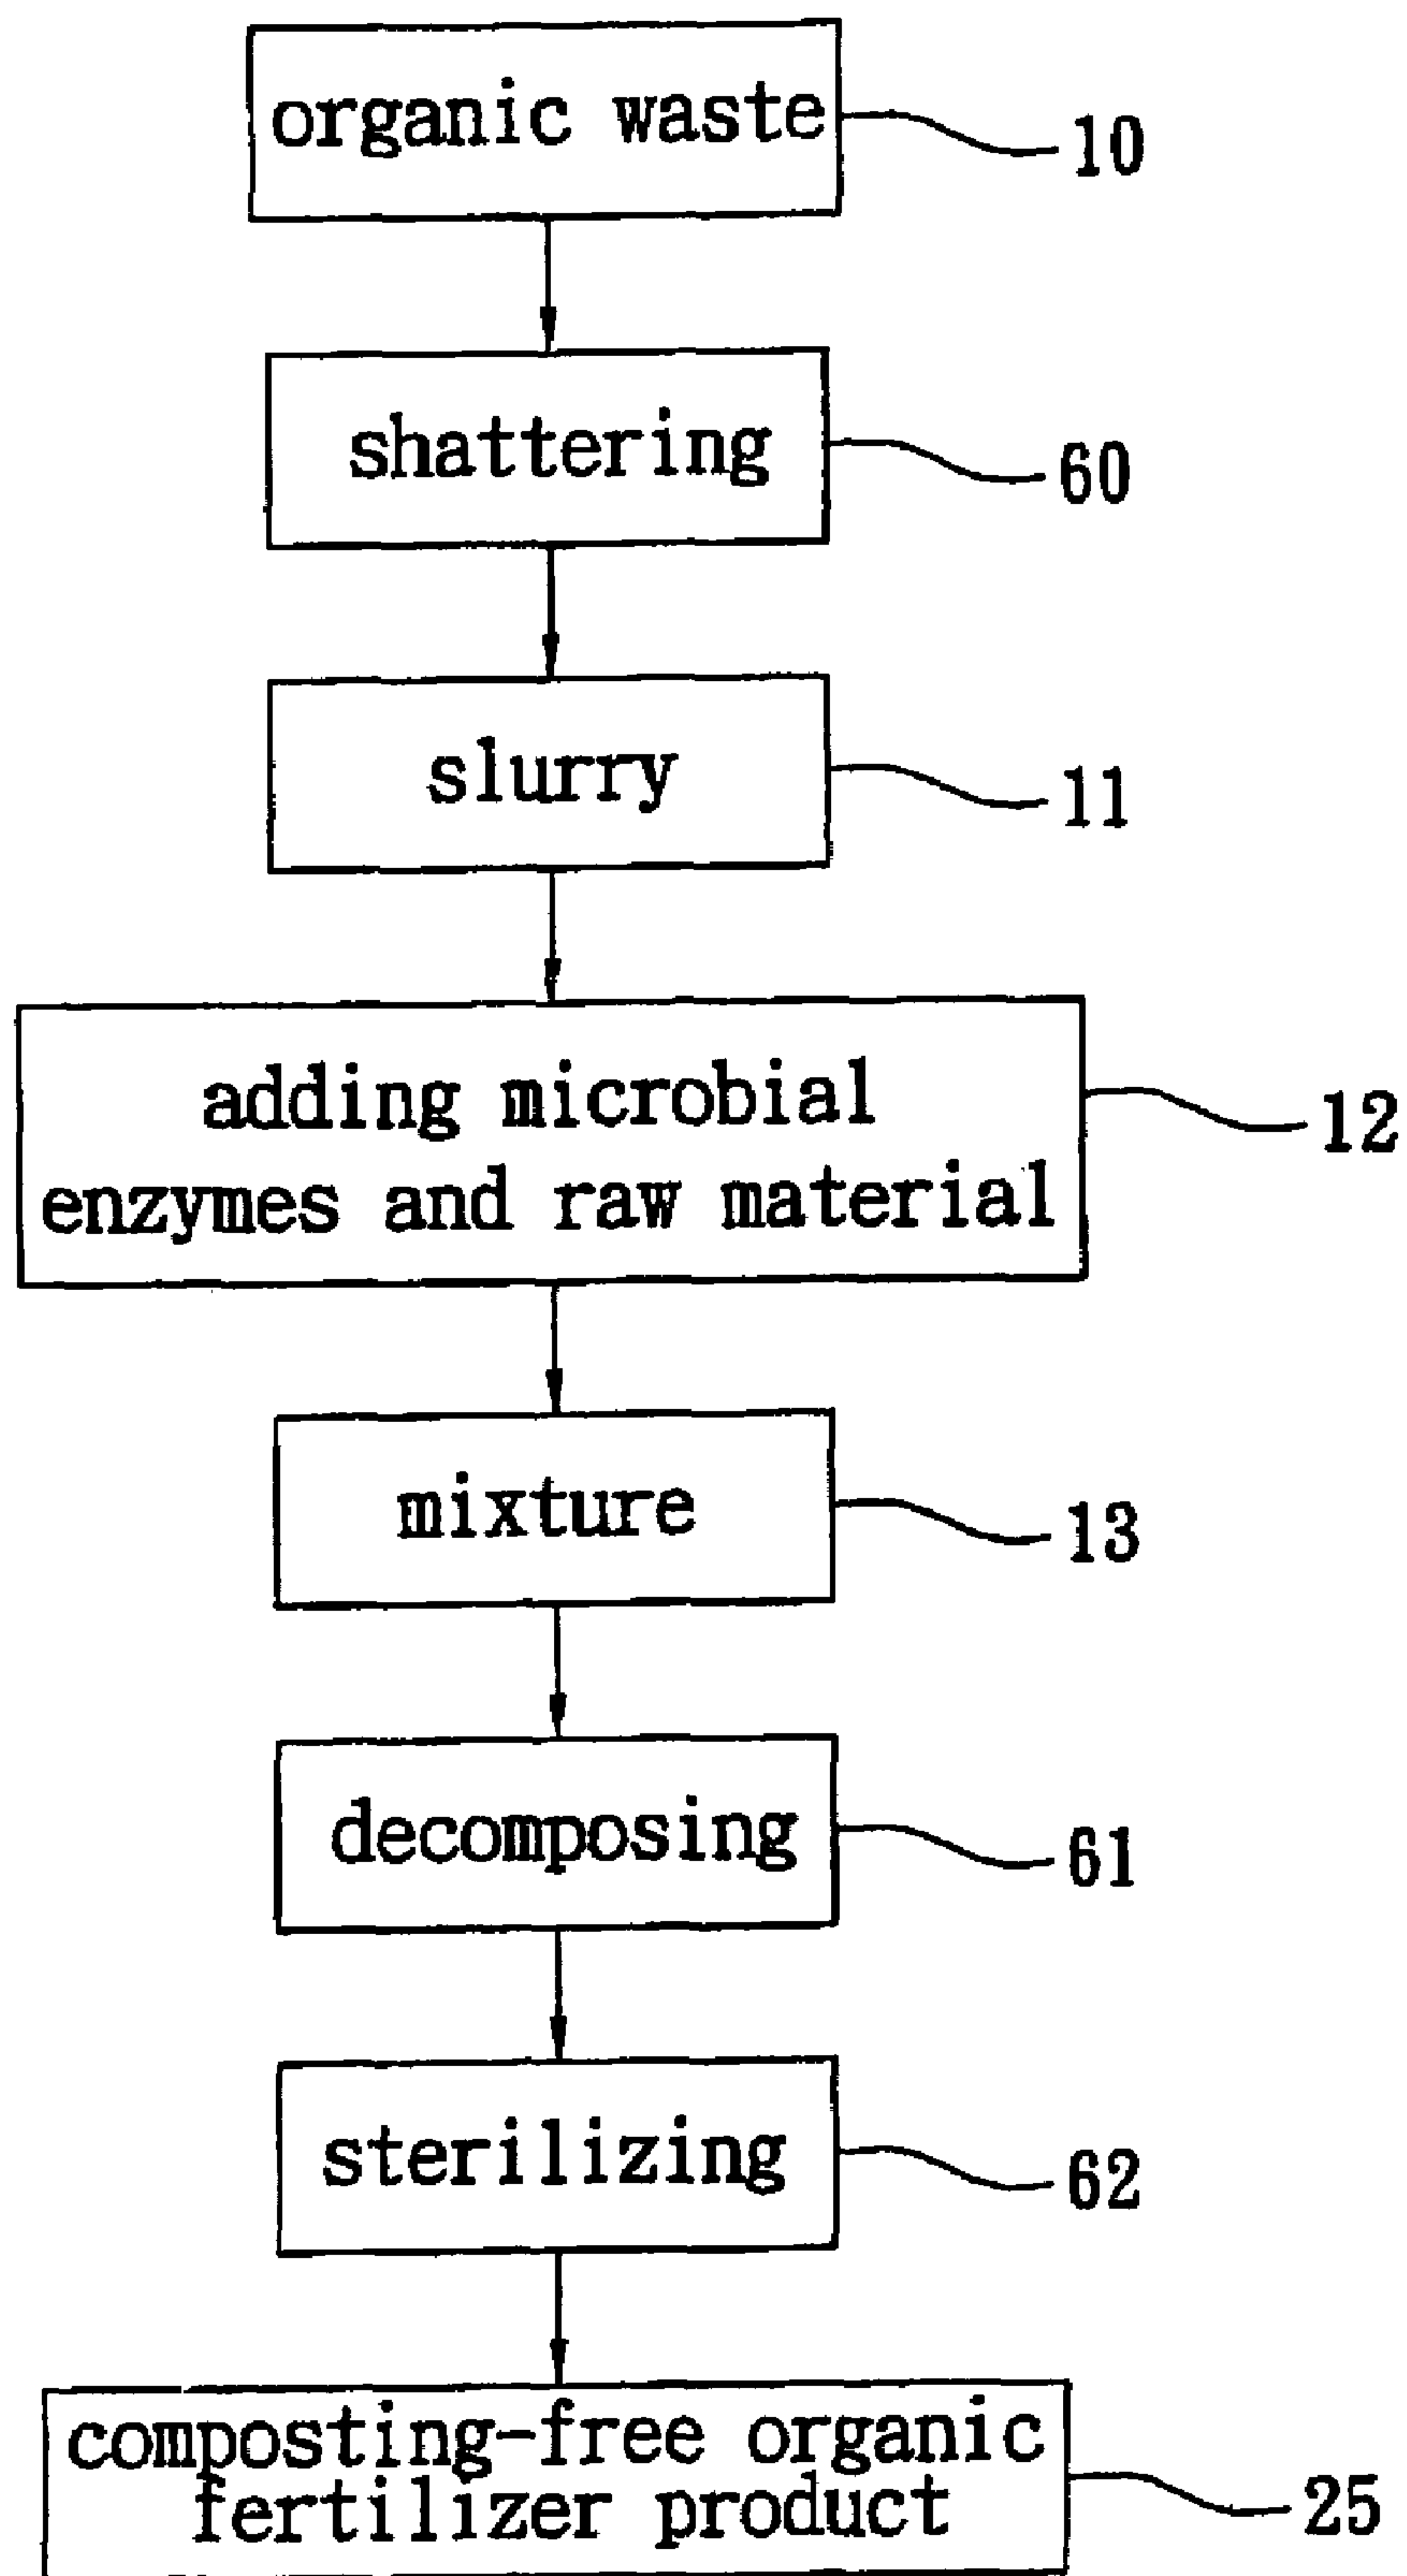 organic waste
10
shattering
60
slurry
11
adding microbial
enzymes and raw material
12
mixture
13
decomposing
61
sterilizing
62
composting-free organic
fertilizer product
25